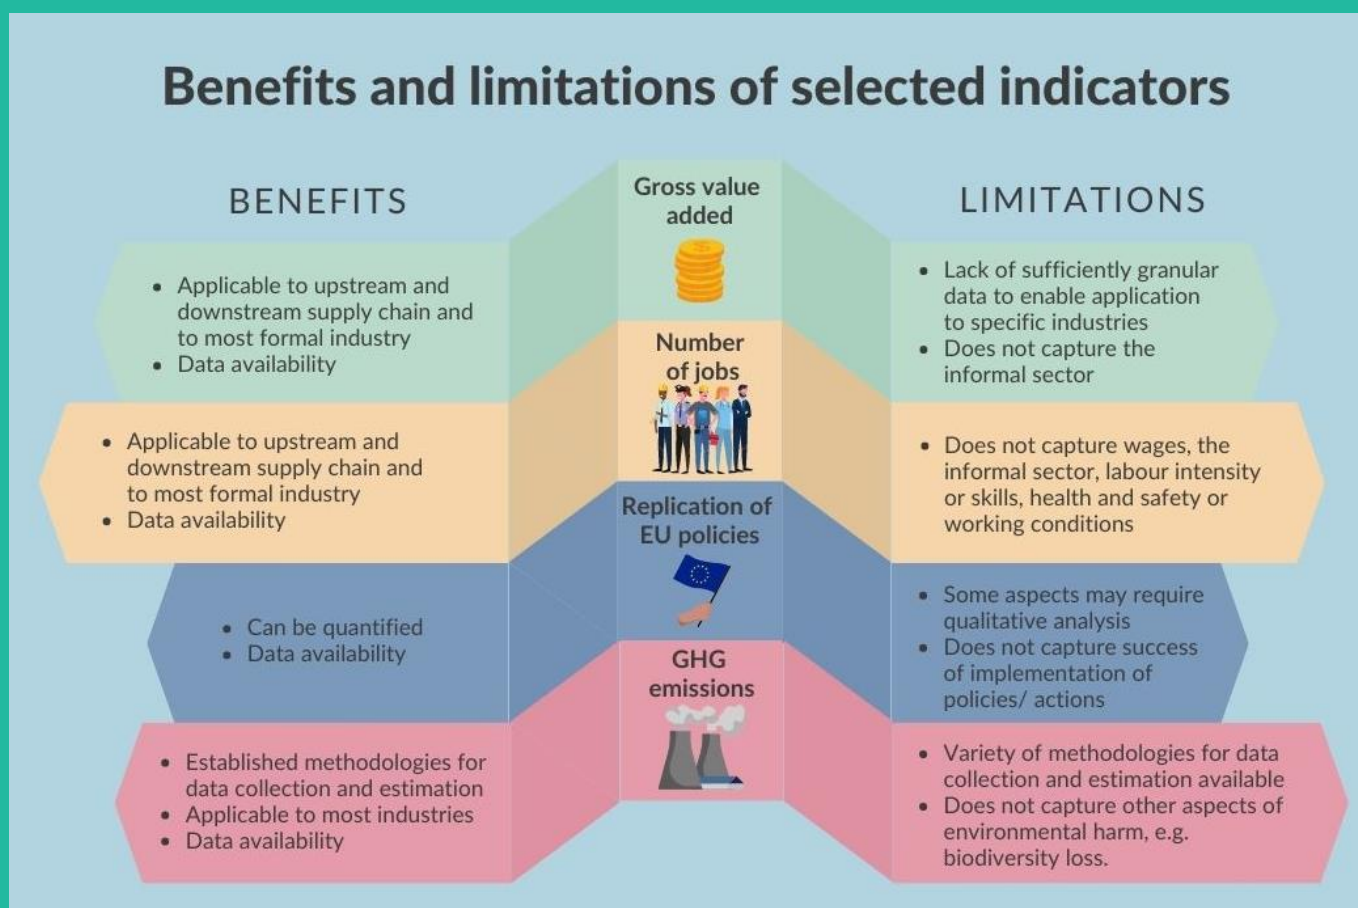 Benefits and limitations of selected indicators
BENEFITS
LIMITATIONS
Gross value
added
• Applicable to upstream and
downstream supply chain and
to most formal industry
• Data availability
• Lack of sufficiently granular
data to enable application
to specific industries
• Does not capture the
informal sector
Number
of jobs
• Applicable to upstream and
downstream supply chain and
to most formal industry
• Data availability
• Does not capture wages, the
informal sector, labour intensity
or skills, health and safety or
working conditions
Replication of
EU policies
• Can be quantified
• Data availability
• Some aspects may require
qualitative analysis
• Does not capture success
of implementation of
policies/ actions
GHG
emissions
• Established methodologies for
data collection and estimation
• Applicable to most industries
• Data availability
• Variety of methodologies for data
collection and estimation available
• Does not capture other aspects of
environmental harm, e.g.
biodiversity loss.